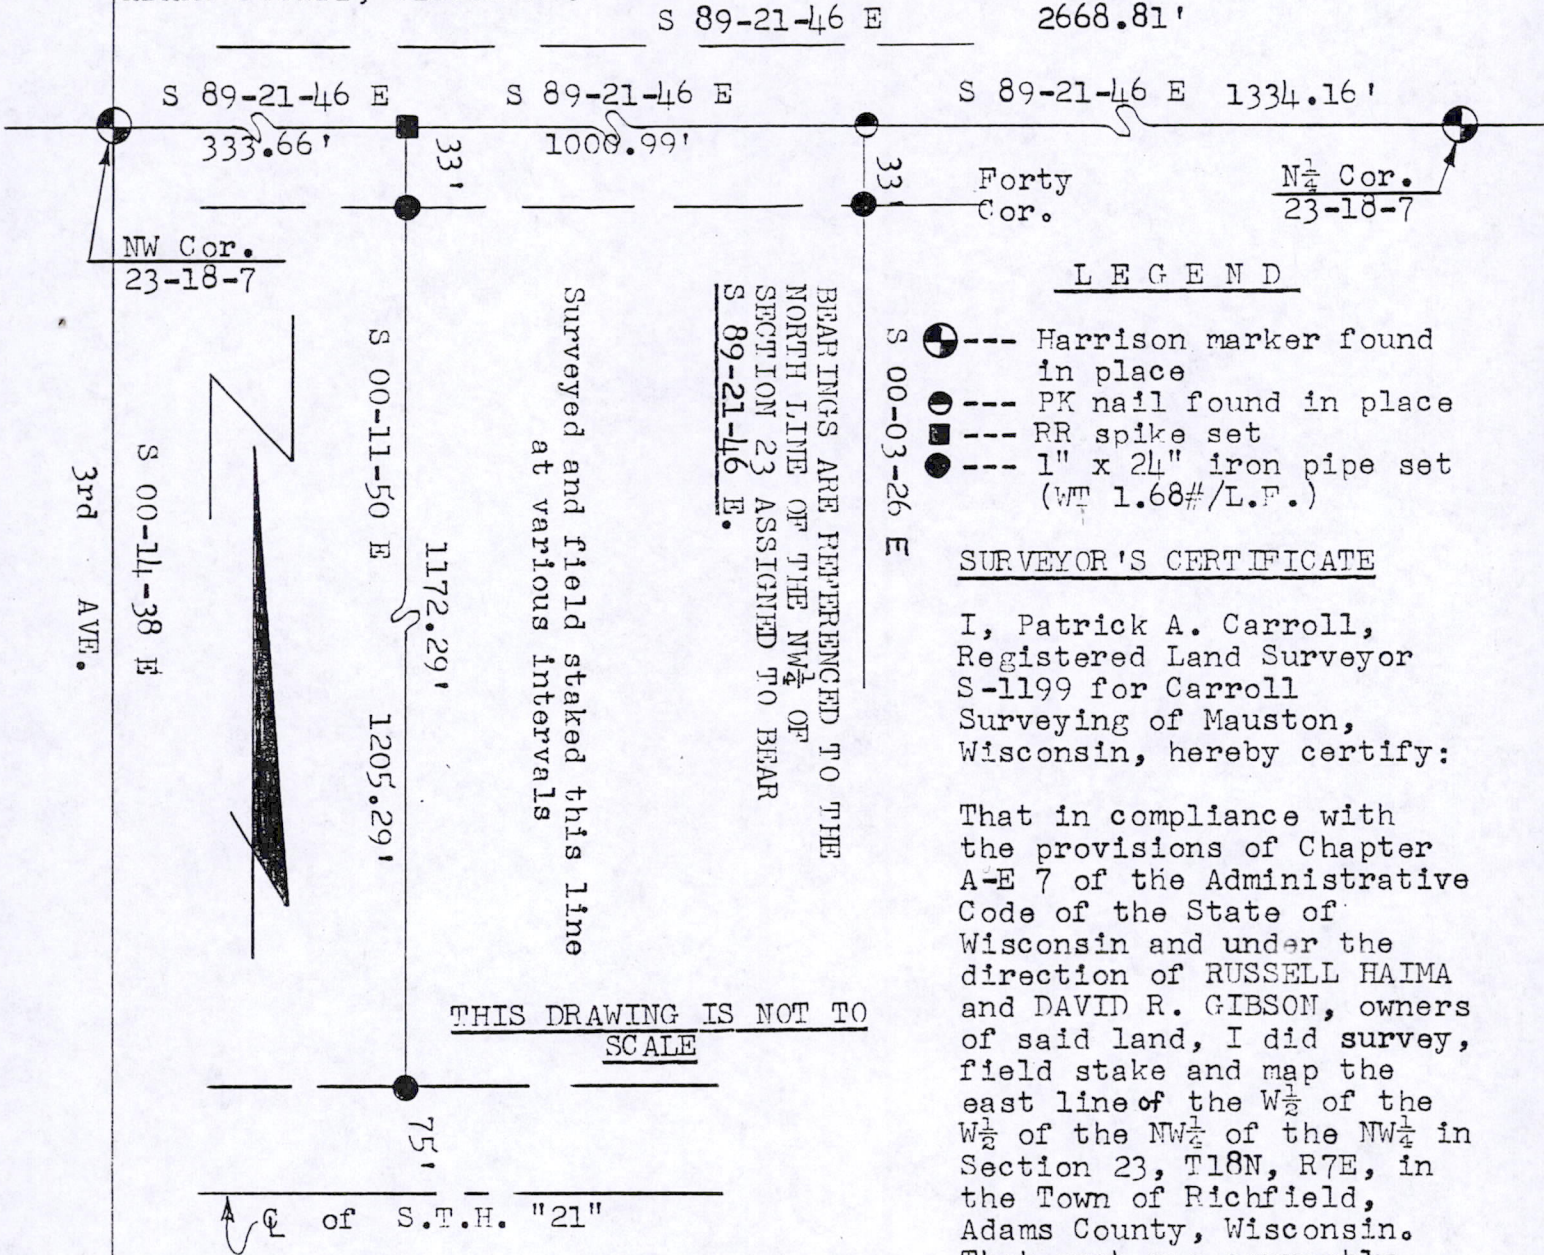 S 89-21-46 E 2668.81'
S 89-21-46 E
333.66'
S 89-21-46 E
1000.99'
S 89-21-46 E 1334.16'
33'
33'
Forty
Cor.
N¼ Cor.
23-18-7
NW Cor.
23-18-7
L E G E N D
--- Harrison marker found
in place
--- PK nail found in place
--- RR spike set
--- 1" x 24" iron pipe set
(WT 1.68#/L.F.)
3rd AVE.
S 00-14-38 E
S 00-11-50 E
1205.29'
1172.29'
Surveyed and field staked this line
at various intervals
BEARINGS ARE REFERENCED TO THE
NORTH LINE OF THE NW¼ OF
SECTION 23 ASSIGNED TO BEAR
S 89-21-46 E.
S 00-03-26 E
SURVEYOR'S CERTIFICATE
I, Patrick A. Carroll,
Registered Land Surveyor
S-1199 for Carroll
Surveying of Mauston,
Wisconsin, hereby certify:
That in compliance with
the provisions of Chapter
A-E 7 of the Administrative
Code of the State of
Wisconsin and under the
direction of RUSSELL HAIMA
and DAVID R. GIBSON, owners
of said land, I did survey,
field stake and map the
east line of the W½ of the
W½ of the NW¼ of the NW¼ in
Section 23, T18N, R7E, in
the Town of Richfield,
Adams County, Wisconsin.
THIS DRAWING IS NOT TO
SCALE
75'
℄ of S.T.H. "21"